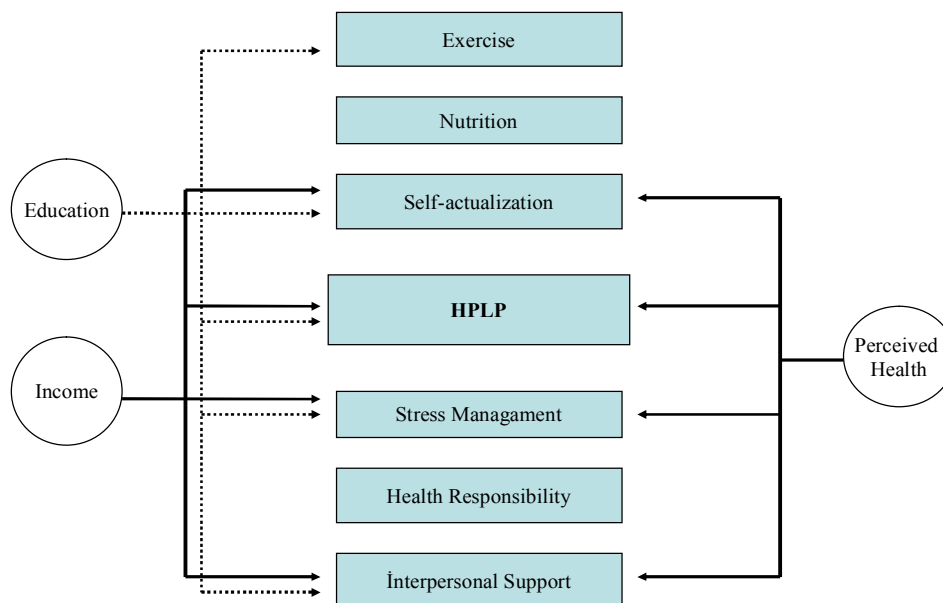 Exercise
Nutrition
Education
Self-actualization
HPLP
Income
Perceived
Health
Stress Managament
Health Responsibility
İnterpersonal Support